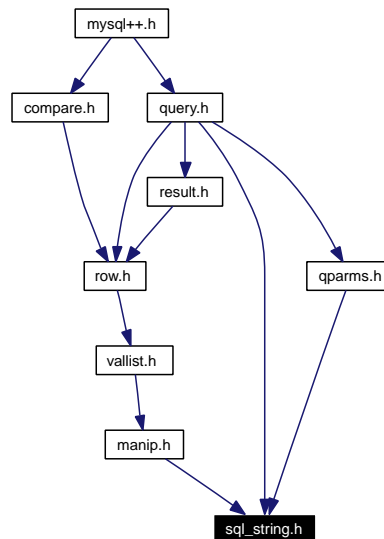 mysql++.h
compare.h
query.h
result.h
row.h
qparms.h
vallist.h
manip.h
sql_string.h